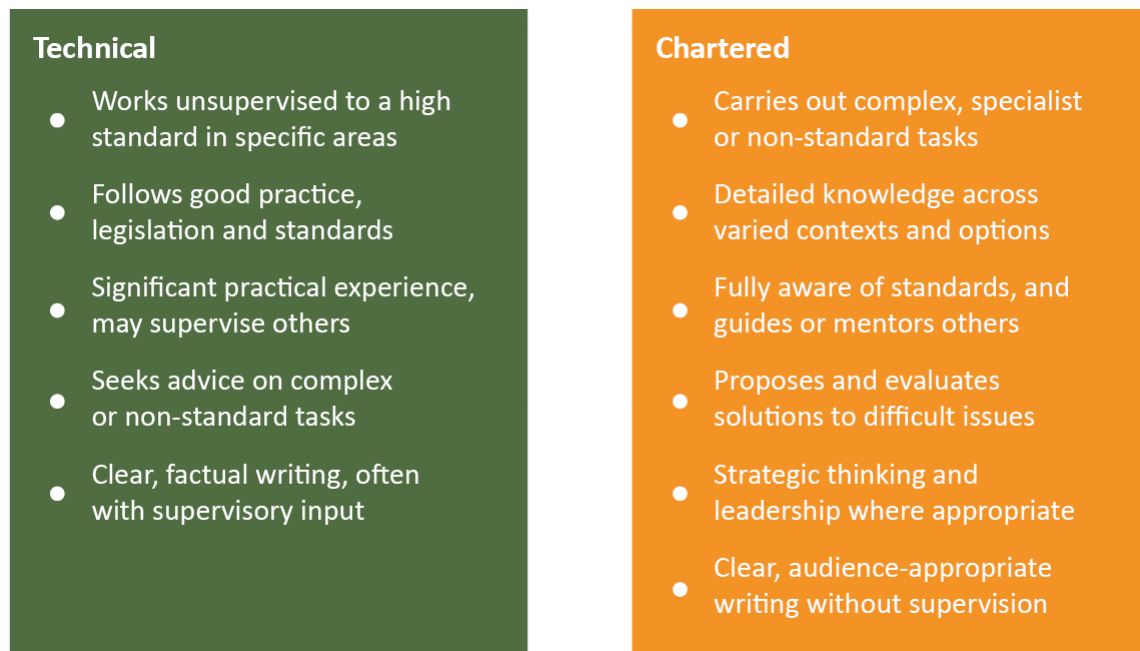 Technical
Works unsupervised to a high
standard in specific areas
Follows good practice,
legislation and standards
Significant practical experience,
may supervise others
Seeks advice on complex
or non-standard tasks
Clear, factual writing, often
with supervisory input
Chartered
Carries out complex, specialist
or non-standard tasks
Detailed knowledge across
varied contexts and options
Fully aware of standards, and
guides or mentors others
Proposes and evaluates
solutions to difficult issues
Strategic thinking and
leadership where appropriate
Clear, audience-appropriate
writing without supervision